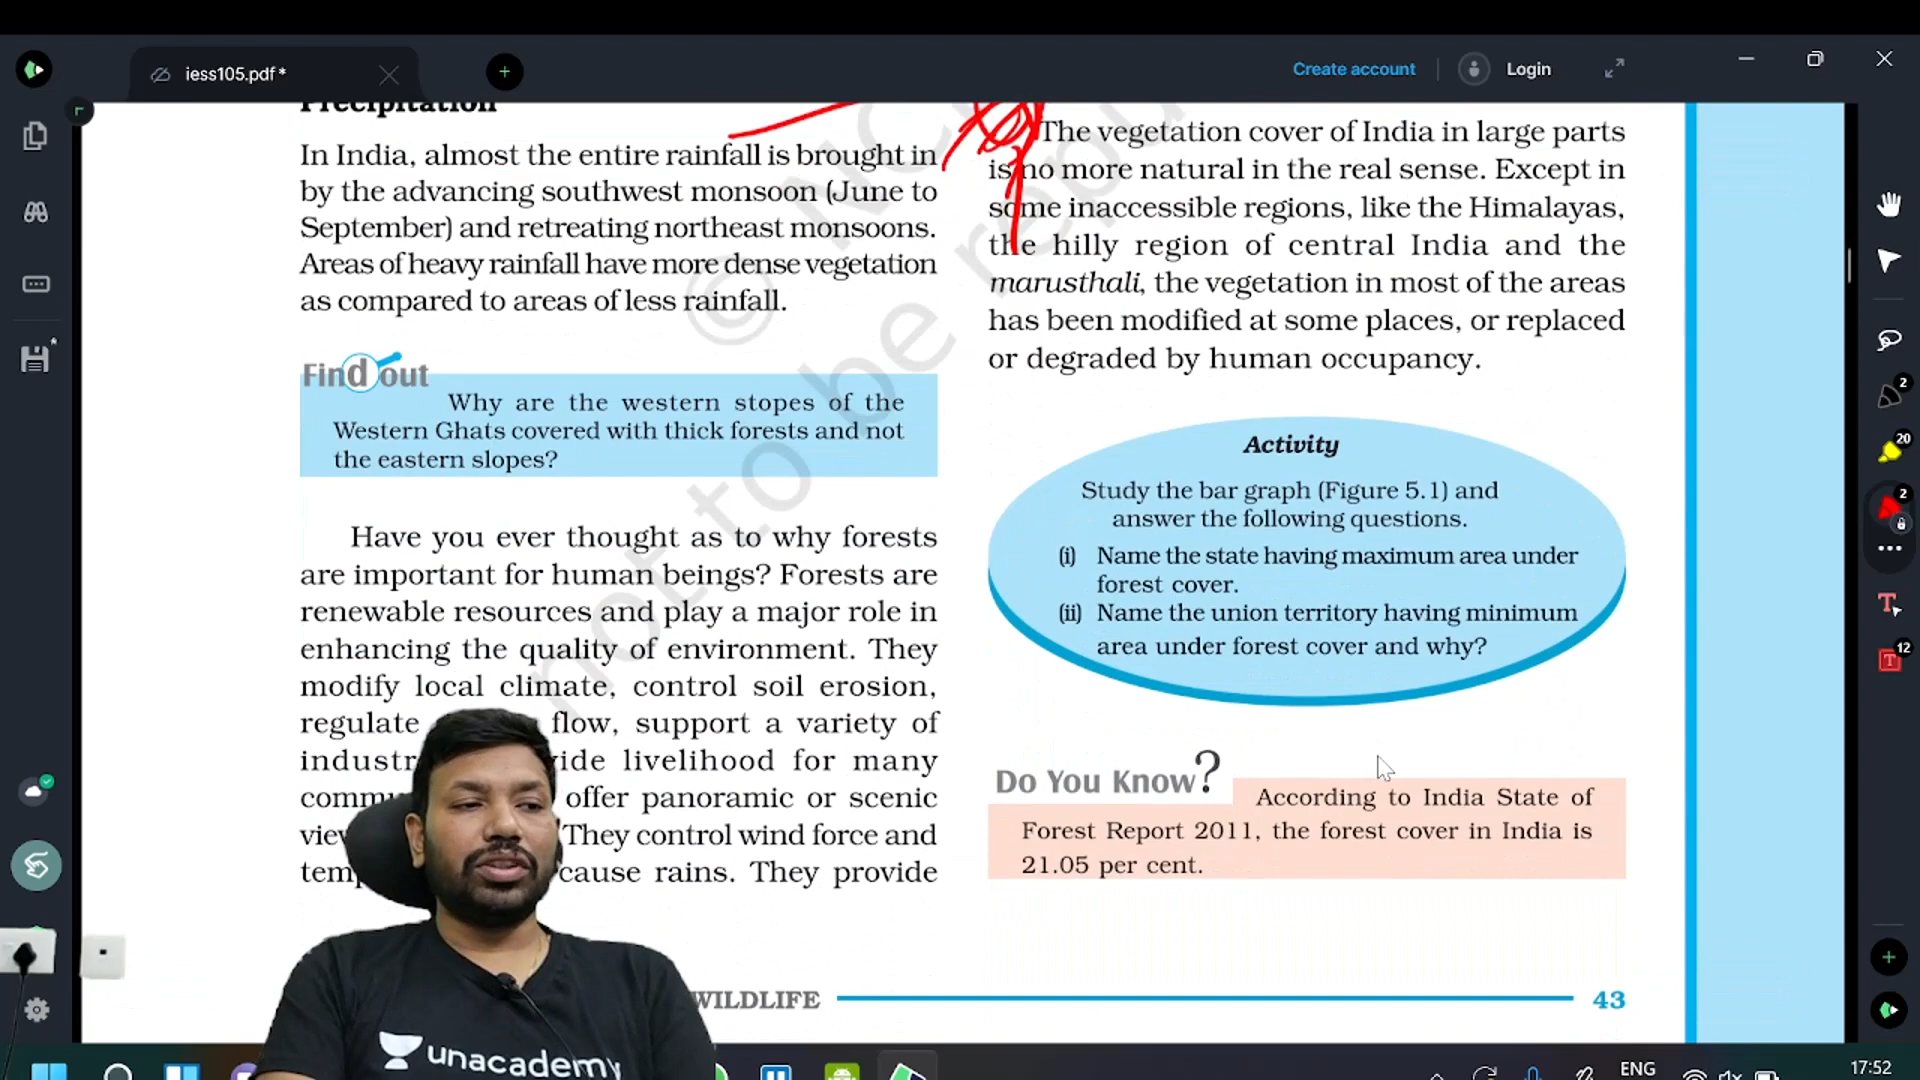 iess105.pdf*
Create account
Login
Precipitation
In India, almost the entire rainfall is brought in
by the advancing southwest monsoon (June to
September) and retreating northeast monsoons.
Areas of heavy rainfall have more dense vegetation
as compared to areas of less rainfall.
Find out
Why are the western stopes of the
Western Ghats covered with thick forests and not
the eastern slopes?
Have you ever thought as to why forests
are important for human beings? Forests are
renewable resources and play a major role in
enhancing the quality of environment. They
modify local climate, control soil erosion,
regulate flow, support a variety of
livelihood for many
offer panoramic or scenic
They control wind force and
cause rains. They provide
The vegetation cover of India in large parts
is no more natural in the real sense. Except in
some inaccessible regions, like the Himalayas,
the hilly region of central India and the
marusthali, the vegetation in most of the areas
has been modified at some places, or replaced
or degraded by human occupancy.
Activity
Study the bar graph (Figure 5.1) and
answer the following questions.
(i) Name the state having maximum area under
forest cover.
(ii) Name the union territory having minimum
area under forest cover and why?
Do You Know?
According to India State of
Forest Report 2011, the forest cover in India is
21.05 per cent.
WILDLIFE
43
not to be
unacademy
2
20
2
12
ENG
17:52